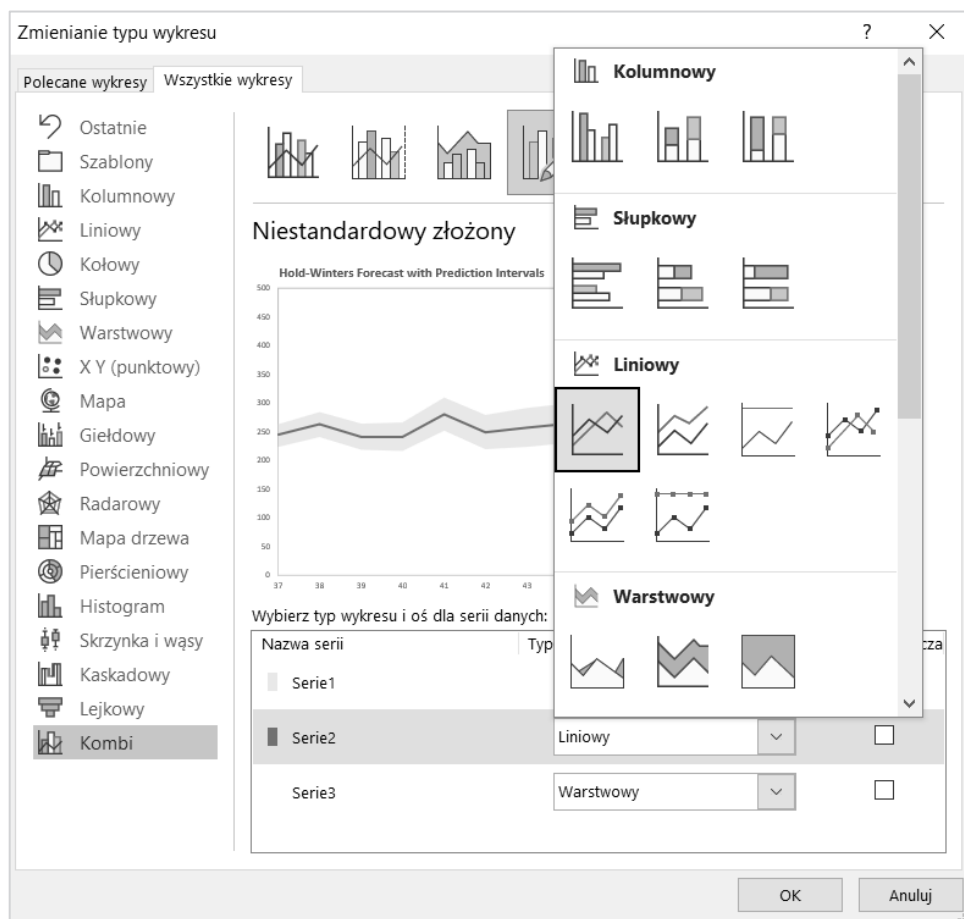 Zmienianie typu wykresu
?
Polecane wykresy
Wszystkie wykresy
Ostatnie
Szablony
Kolumnowy
Liniowy
Kołowy
Słupkowy
Warstwowy
X Y (punktowy)
Mapa
Giełdowy
Powierzchniowy
Radarowy
Mapa drzewa
Pierścieniowy
Histogram
Skrzynka i wąsy
Kaskadowy
Lejkowy
Kombi
Niestandardowy złożony
Hold-Winters Forecast with Prediction Intervals
500
450
400
350
300
250
200
150
100
50
0
37 38 39 40 41 42 43
Wybierz typ wykresu i oś dla serii danych:
Nazwa serii Typ cza
Serie1
Serie2 Liniowy
Serie3 Warstwowy
Kolumnowy
Słupkowy
Liniowy
Warstwowy
OK Anuluj